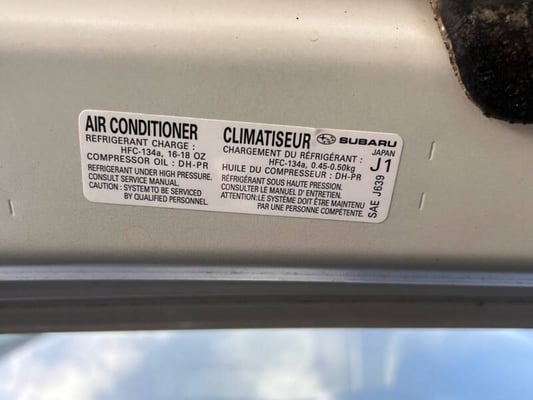 AIR CONDITIONER
REFRIGERANT CHARGE :
HFC-134a, 16-18 OZ
COMPRESSOR OIL : DH-PR
REFRIGERANT UNDER HIGH PRESSURE.
CONSULT SERVICE MANUAL.
CAUTION : SYSTEM TO BE SERVICED
BY QUALIFIED PERSONNEL.
CLIMATISEUR
SUBARU
CHARGEMENT DU RÉFRIGÉRANT :
HFC-134a, 0.45-0.50kg
HUILE DU COMPRESSEUR : DH-PR
RÉFRIGÉRANT SOUS HAUTE PRESSION.
CONSULTER LE MANUEL D' ENTRETIEN.
ATTENTION:LE SYSTÈME DOIT ÊTRE MAINTENU
PAR UNE PERSONNE COMPÉTENTE.
JAPAN
J1
SAE J639